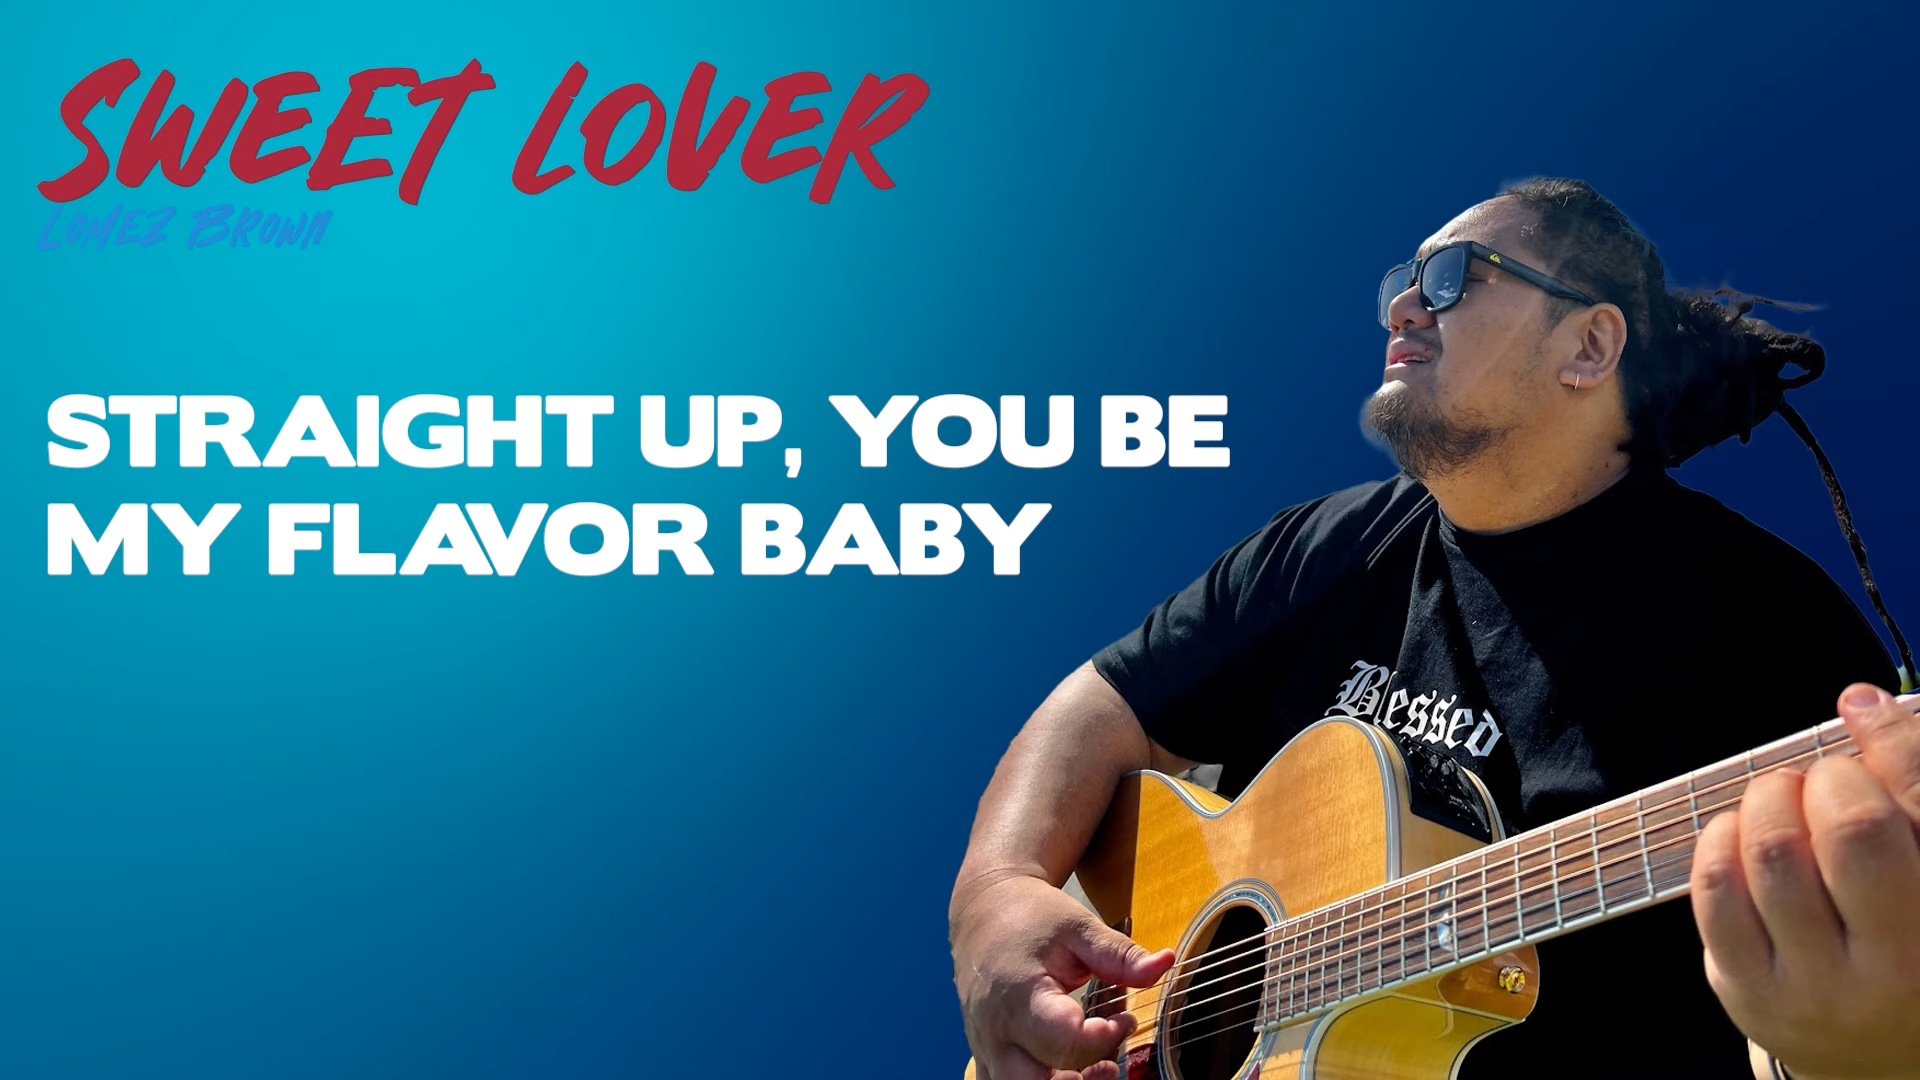 SWEET LOVER
LOMEZ BROWN
STRAIGHT UP, YOU BE
MY FLAVOR BABY
Blessed